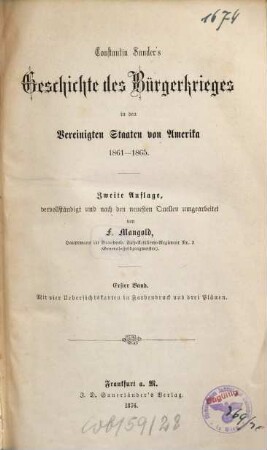 1674
Constantin Sander's
Geschichte des Bürgerkrieges
in den
Vereinigten Staaten von Amerika
1861—1865.
Zweite Auflage,
vervollständigt und nach den neuesten Quellen umgearbeitet
von
F. Mangold,
Erster Band.
Mit vier Uebersichtskarten in Farbendruck und drei Plänen.
Frankfurt a. M.
J. D. Sauerländer's Verlag.
1876.